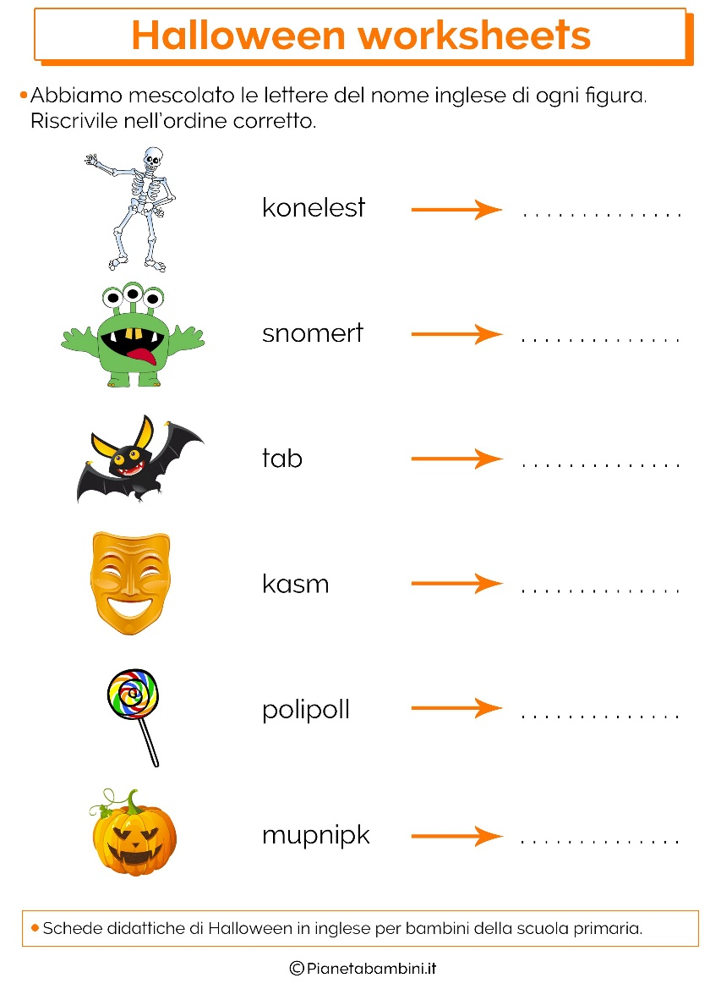 Halloween worksheets
•Abbiamo mescolato le lettere del nome inglese di ogni figura.
Riscrivile nell'ordine corretto.
konelest ..............
snomert ..............
tab ..............
kasm ..............
polipoll ..............
mupnipk ..............
• Schede didattiche di Halloween in inglese per bambini della scuola primaria.
©Pianetabambini.it